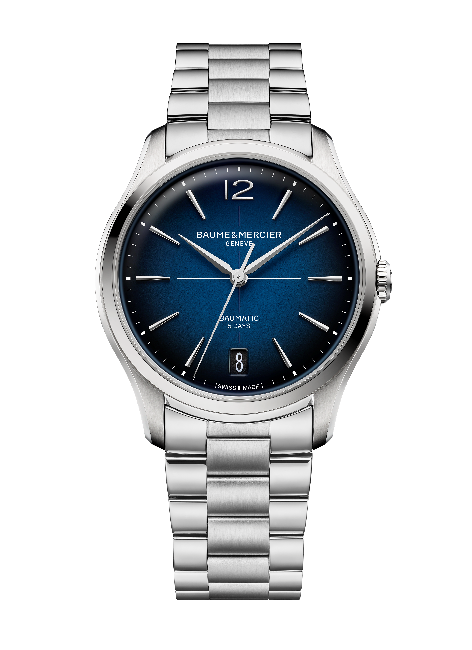 12
BAUME & MERCIER
GENEVE
BAUMATIC
5 DAYS
8
SWISS MADE